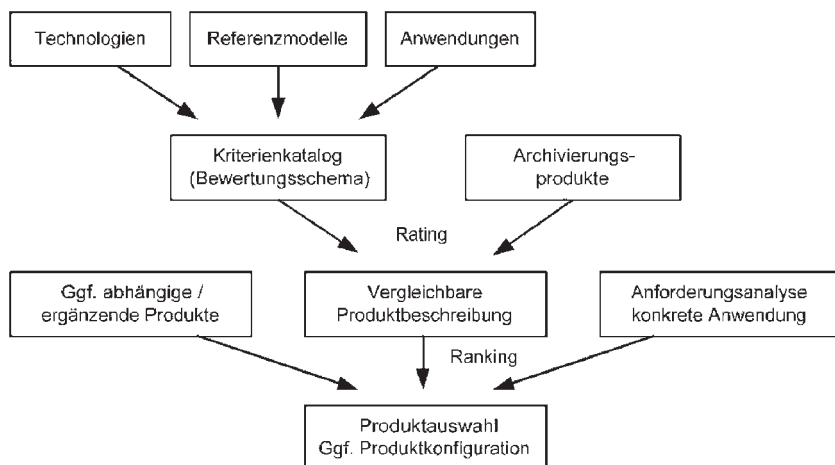 Technologien
Referenzmodelle
Anwendungen
Kriterienkatalog
(Bewertungsschema)
Archivierungs-
produkte
Rating
Ggf. abhängige /
ergänzende Produkte
Vergleichbare
Produktbeschreibung
Anforderungsanalyse
konkrete Anwendung
Ranking
Produktauswahl
Ggf. Produktkonfiguration